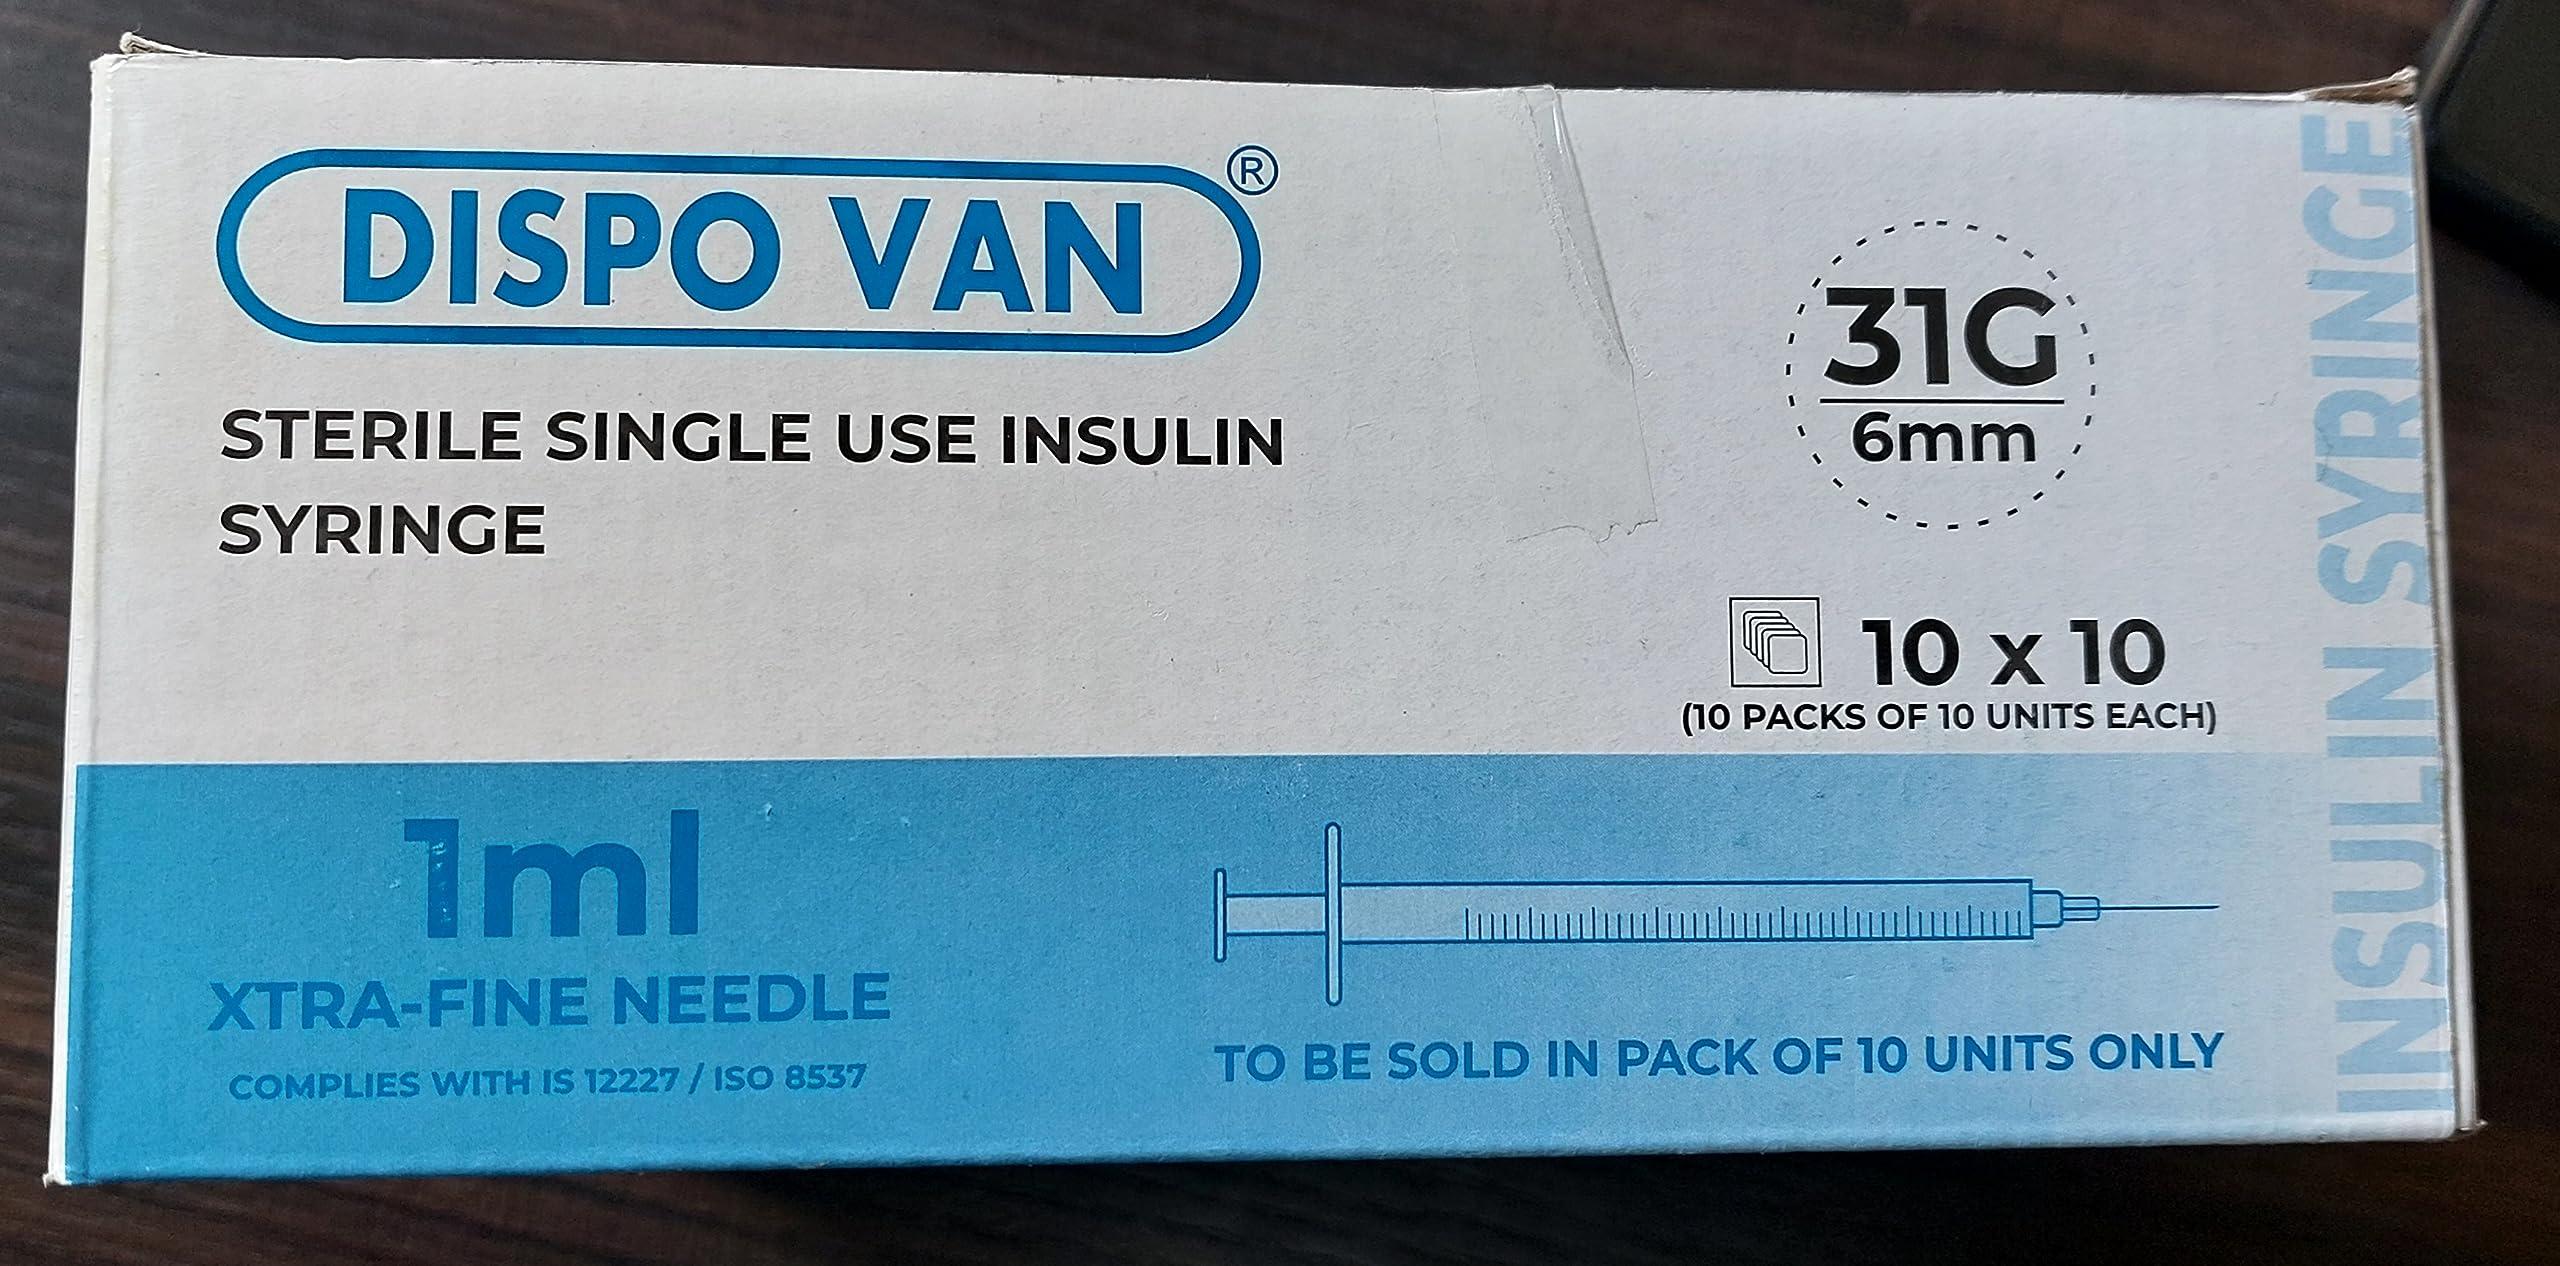 DISPO VAN®
STERILE SINGLE USE INSULIN
SYRINGE
31G
6mm
10 x 10
(10 PACKS OF 10 UNITS EACH)
1ml
XTRA-FINE NEEDLE
COMPLIES WITH IS 12227 / ISO 8537
TO BE SOLD IN PACK OF 10 UNITS ONLY
INSULIN SYRINGE